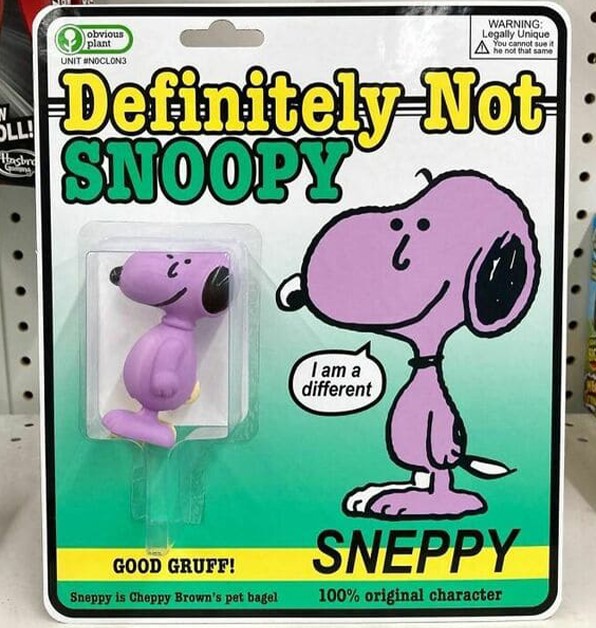 obvious
plant
UNIT #N0CL0N3
WARNING:
Legally Unique
You cannot sue it
he not that same
Definitely Not
SNOOPY
OLL!
I am a
different
SNEPPY
GOOD GRUFF!
Sneppy is Cheppy Brown's pet bagel
100% original character